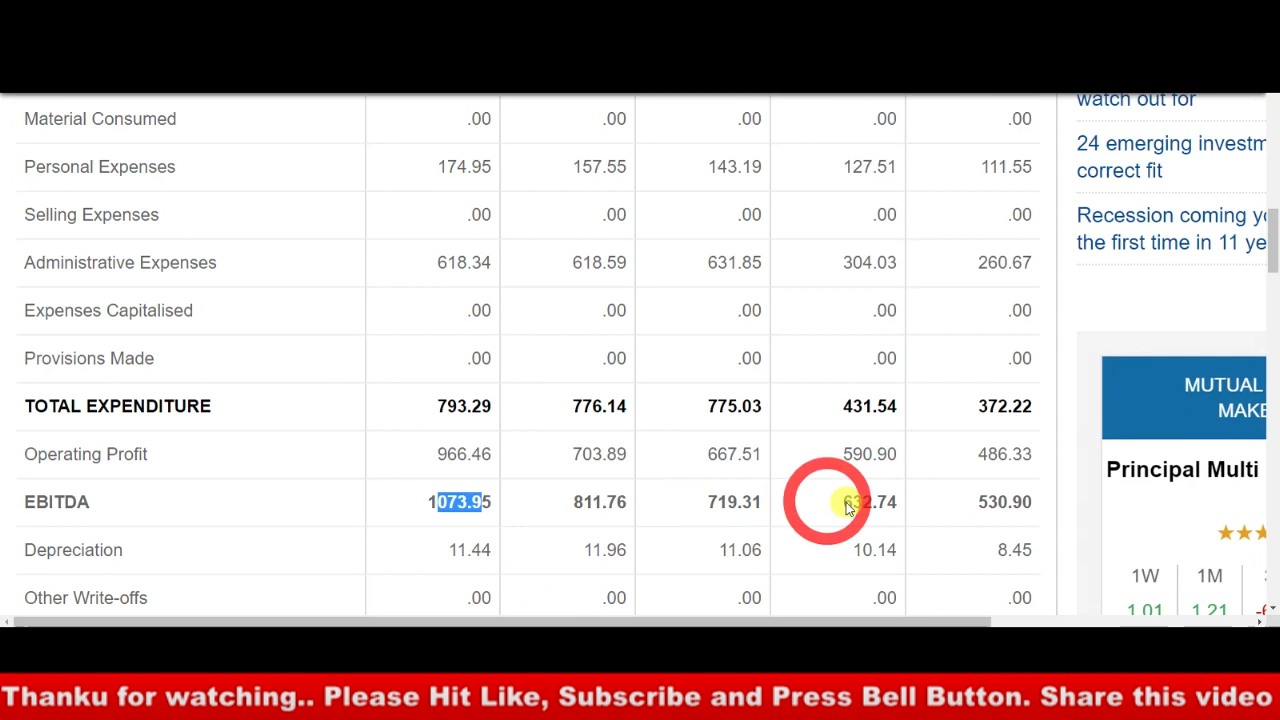 Material Consumed .00 .00 .00 .00 .00
Personal Expenses 174.95 157.55 143.19 127.51 111.55
Selling Expenses .00 .00 .00 .00 .00
Administrative Expenses 618.34 618.59 631.85 304.03 260.67
Expenses Capitalised .00 .00 .00 .00 .00
Provisions Made .00 .00 .00 .00 .00
TOTAL EXPENDITURE 793.29 776.14 775.03 431.54 372.22
Operating Profit 966.46 703.89 667.51 590.90 486.33
EBITDA 1073.95 811.76 719.31 632.74 530.90
Depreciation 11.44 11.96 11.06 10.14 8.45
Other Write-offs .00 .00 .00 .00 .00
watch out for
24 emerging investm
correct fit
Recession coming yo
the first time in 11 ye
MUTUAL
MAKE
Principal Multi
1W 1M
1.01 1.21 -6
Thanku for watching.. Please Hit Like, Subscribe and Press Bell Button. Share this video